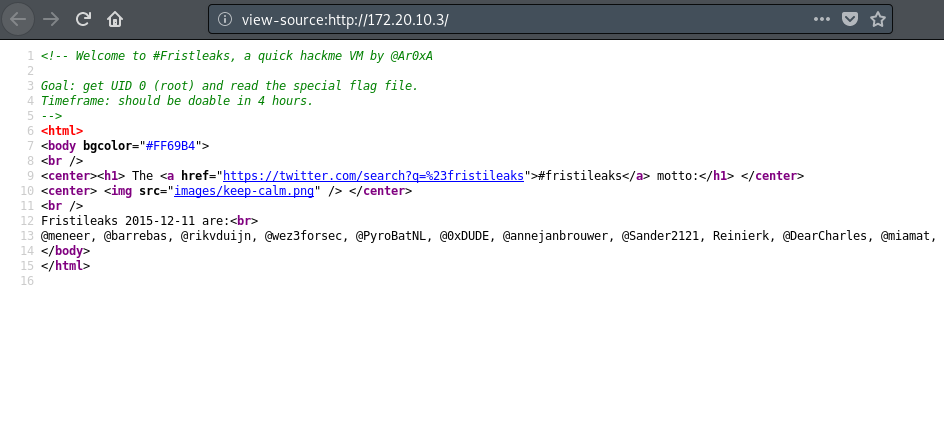 view-source:http://172.20.10.3/
1 <!-- Welcome to #Fristleaks, a quick hackme VM by @Ar0xA
2
3 Goal: get UID 0 (root) and read the special flag file.
4 Timeframe: should be doable in 4 hours.
5 -->
6 <html>
7 <body bgcolor="#FF69B4">
8 <br />
9 <center><h1> The <a href="https://twitter.com/search?q=%23fristileaks">#fristileaks</a> motto:</h1> </center>
10 <center> <img src="images/keep-calm.png" /> </center>
11 <br />
12 Fristileaks 2015-12-11 are:<br>
13 @meneer, @barrebas, @rikvduijn, @wez3forsec, @PyroBatNL, @0xDUDE, @annejanbrouwer, @Sander2121, Reinierk, @DearCharles, @miamat,
14 </body>
15 </html>
16